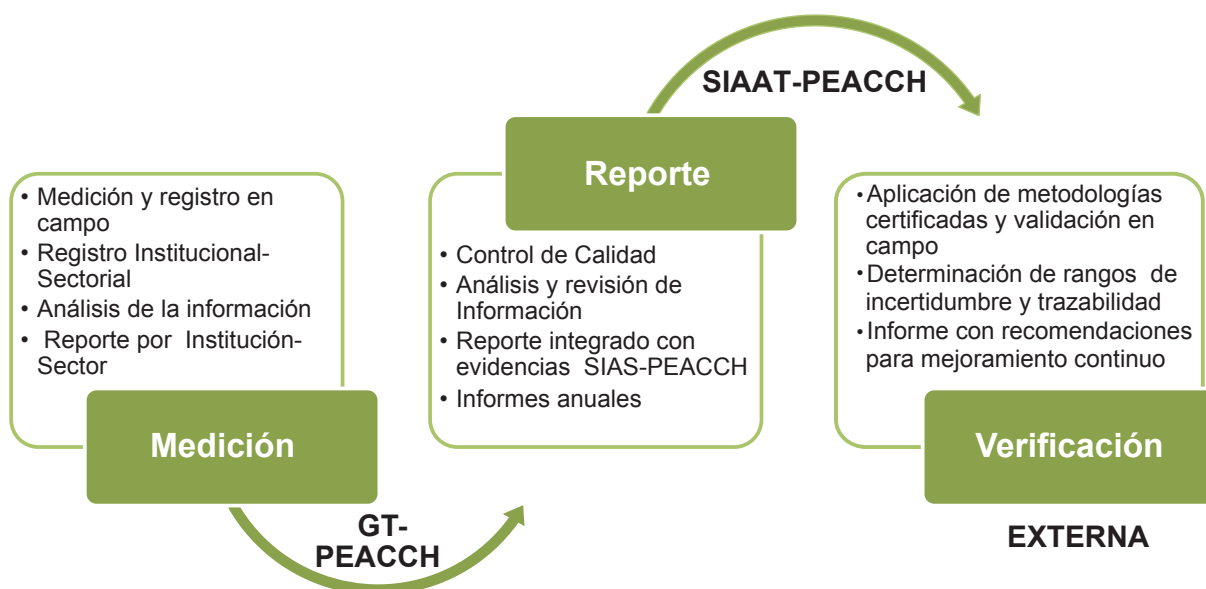 • Medición y registro en
campo
• Registro Institucional-
Sectorial
• Análisis de la información
• Reporte por Institución-
Sector
Medición
GT-
PEACCH
Reporte
• Control de Calidad
• Análisis y revisión de
Información
• Reporte integrado con
evidencias SIAS-PEACCH
• Informes anuales
SIAAT-PEACCH
• Aplicación de metodologías
certificadas y validación en
campo
• Determinación de rangos de
incertidumbre y trazabilidad
• Informe con recomendaciones
para mejoramiento continuo
Verificación
EXTERNA